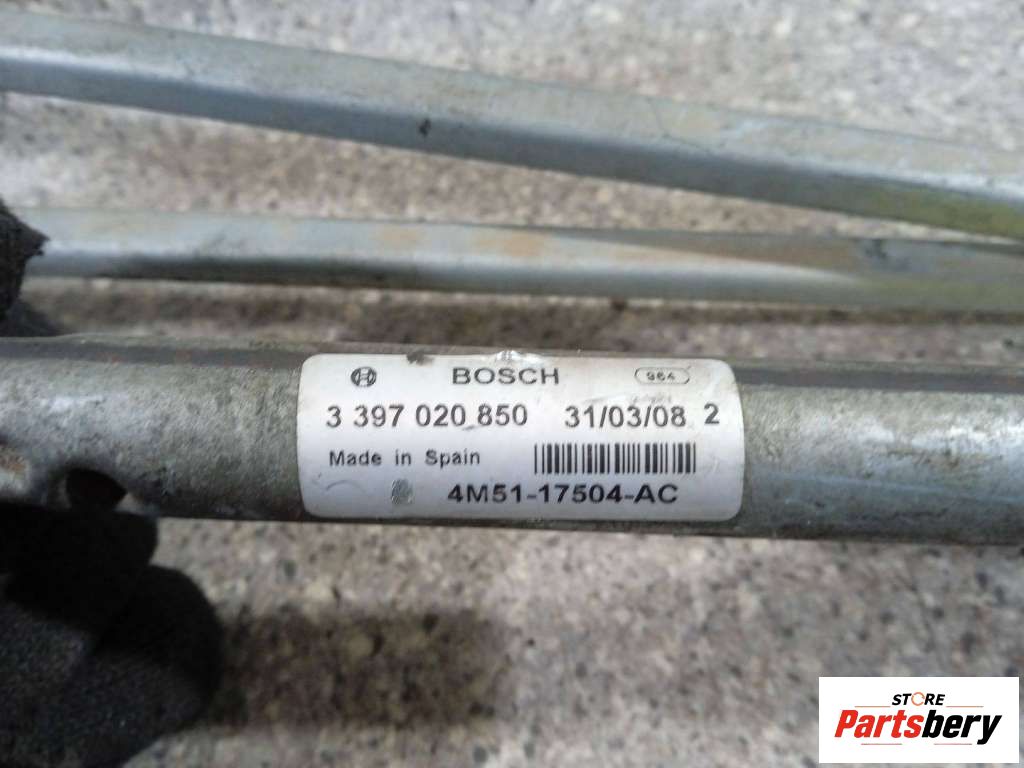 BOSCH 964
3 397 020 850 31/03/08 2
Made in Spain
4M51-17504-AC
STORE
Partsbery